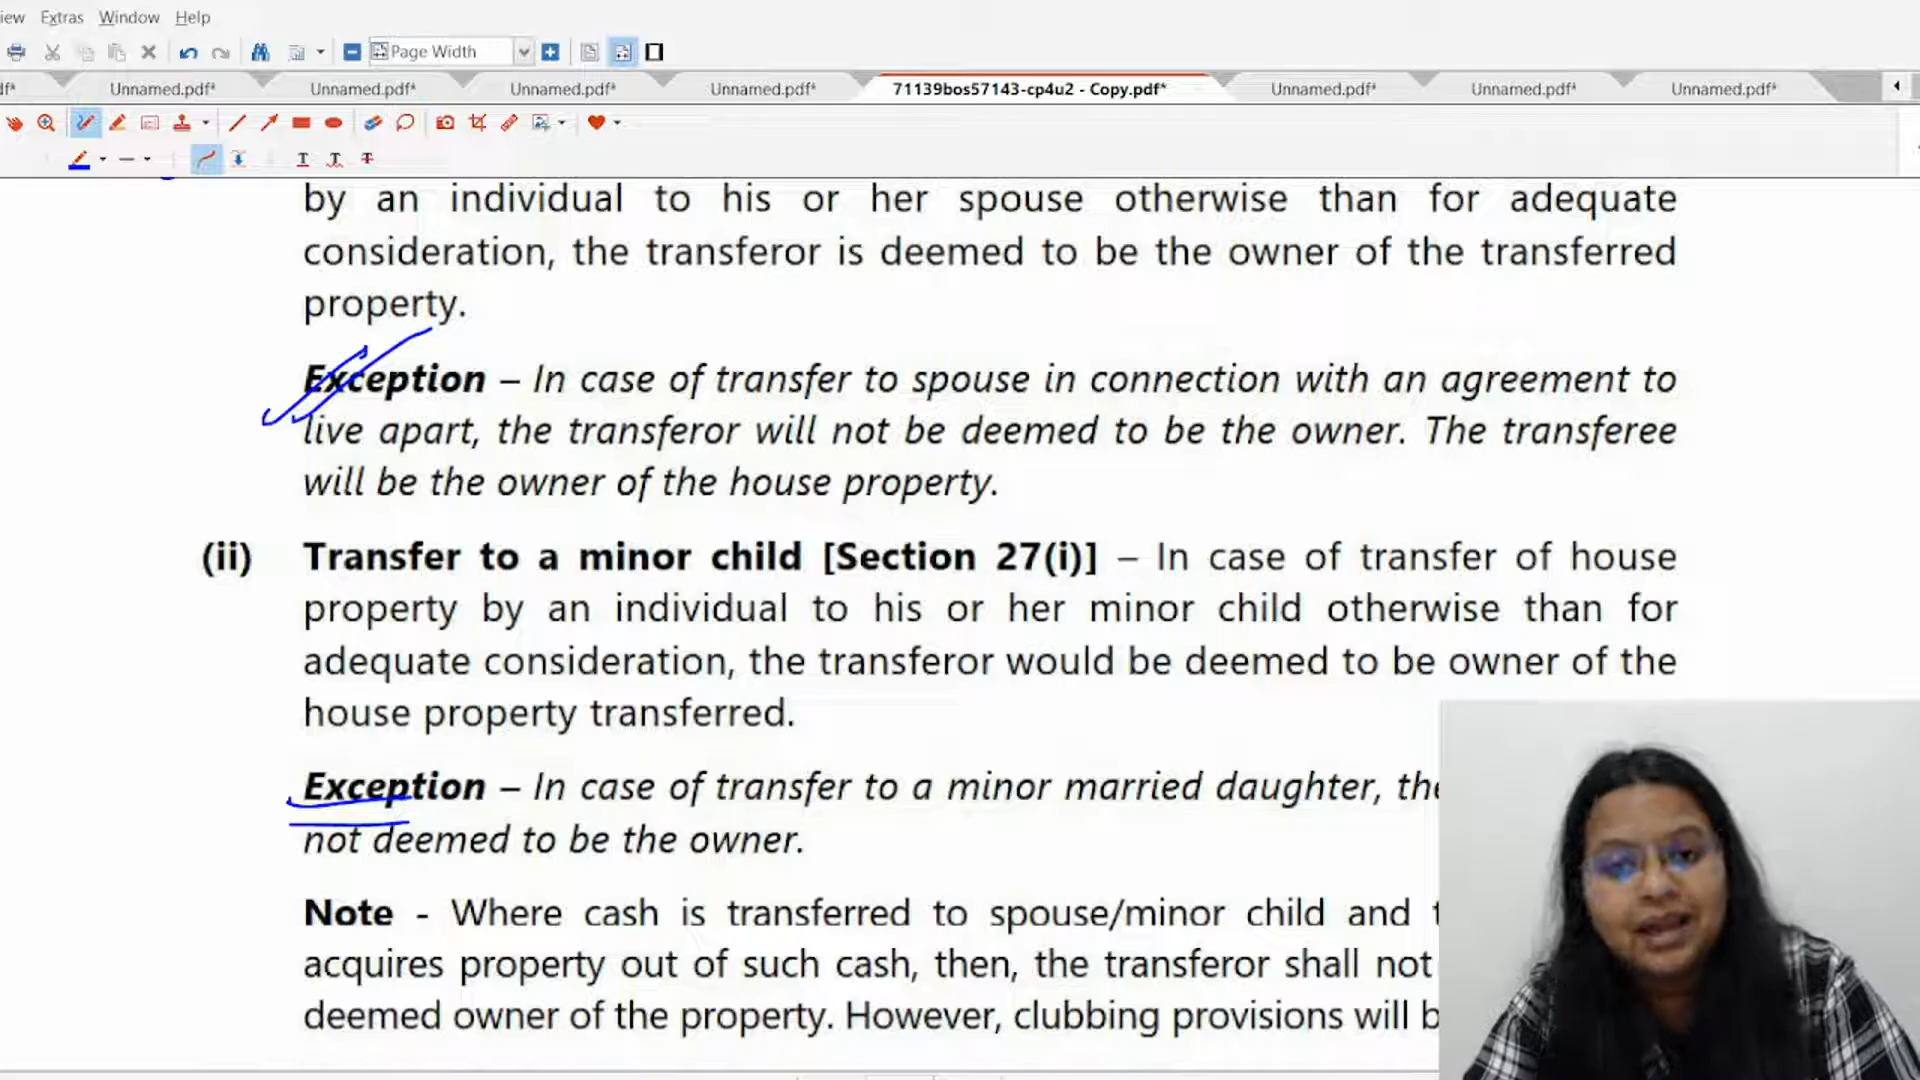 iew Extras Window Help
Page Width
df* Unnamed.pdf* Unnamed.pdf* Unnamed.pdf* Unnamed.pdf* 71139bos57143-cp4u2 - Copy.pdf* Unnamed.pdf* Unnamed.pdf* Unnamed.pdf*
T T T
by an individual to his or her spouse otherwise than for adequate
consideration, the transferor is deemed to be the owner of the transferred
property.
Exception – In case of transfer to spouse in connection with an agreement to
live apart, the transferor will not be deemed to be the owner. The transferee
will be the owner of the house property.
(ii) Transfer to a minor child [Section 27(i)] – In case of transfer of house
property by an individual to his or her minor child otherwise than for
adequate consideration, the transferor would be deemed to be owner of the
house property transferred.
Exception – In case of transfer to a minor married daughter, the
not deemed to be the owner.
Note - Where cash is transferred to spouse/minor child and
acquires property out of such cash, then, the transferor shall not
deemed owner of the property. However, clubbing provisions will